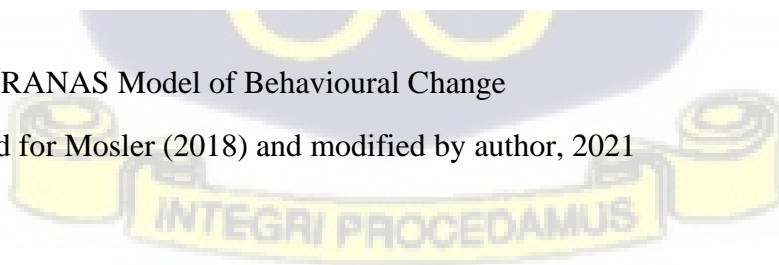 RANAS Model of Behavioural Change
d for Mosler (2018) and modified by author, 2021
INTEGRI PROCEDAMUS